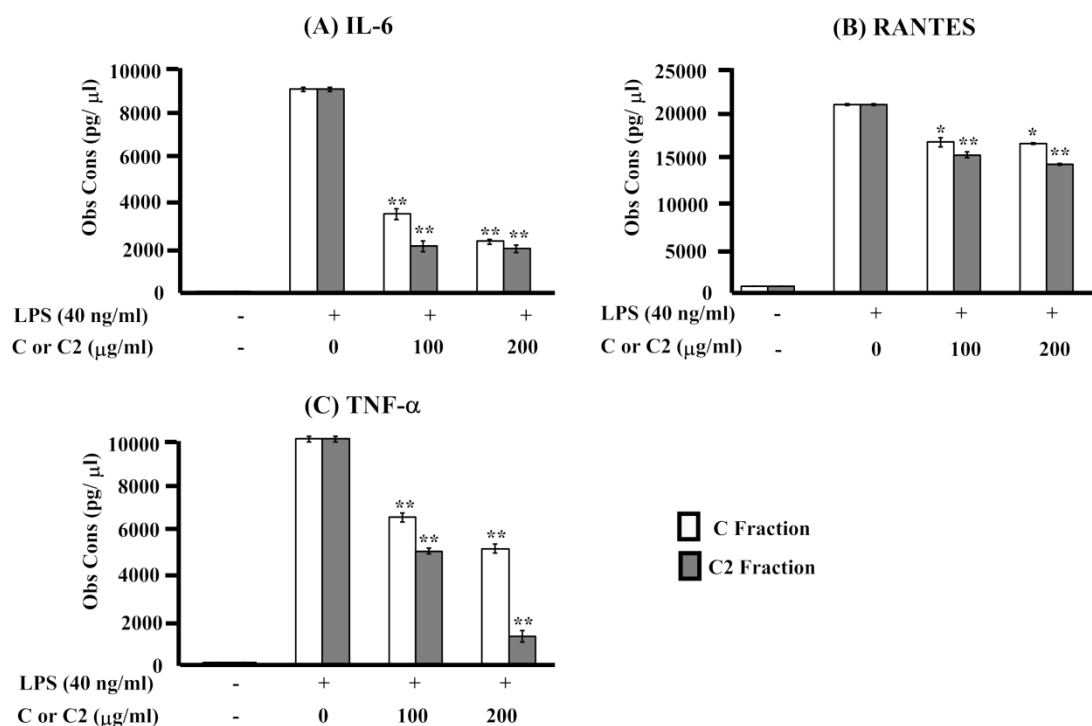 (A) IL-6
Obs Cons (pg/ μl)
10000
8000
6000
4000
2000
0
** ** ** **
LPS (40 ng/ml) - + + +
C or C2 (μg/ml) - 0 100 200
(B) RANTES
Obs Cons (pg/ μl)
25000
20000
15000
10000
5000
0
* ** * **
LPS (40 ng/ml) - + + +
C or C2 (μg/ml) - 0 100 200
(C) TNF-α
Obs Cons (pg/ μl)
10000
8000
6000
4000
2000
0
** ** ** **
LPS (40 ng/ml) - + + +
C or C2 (μg/ml) - 0 100 200
C Fraction
C2 Fraction